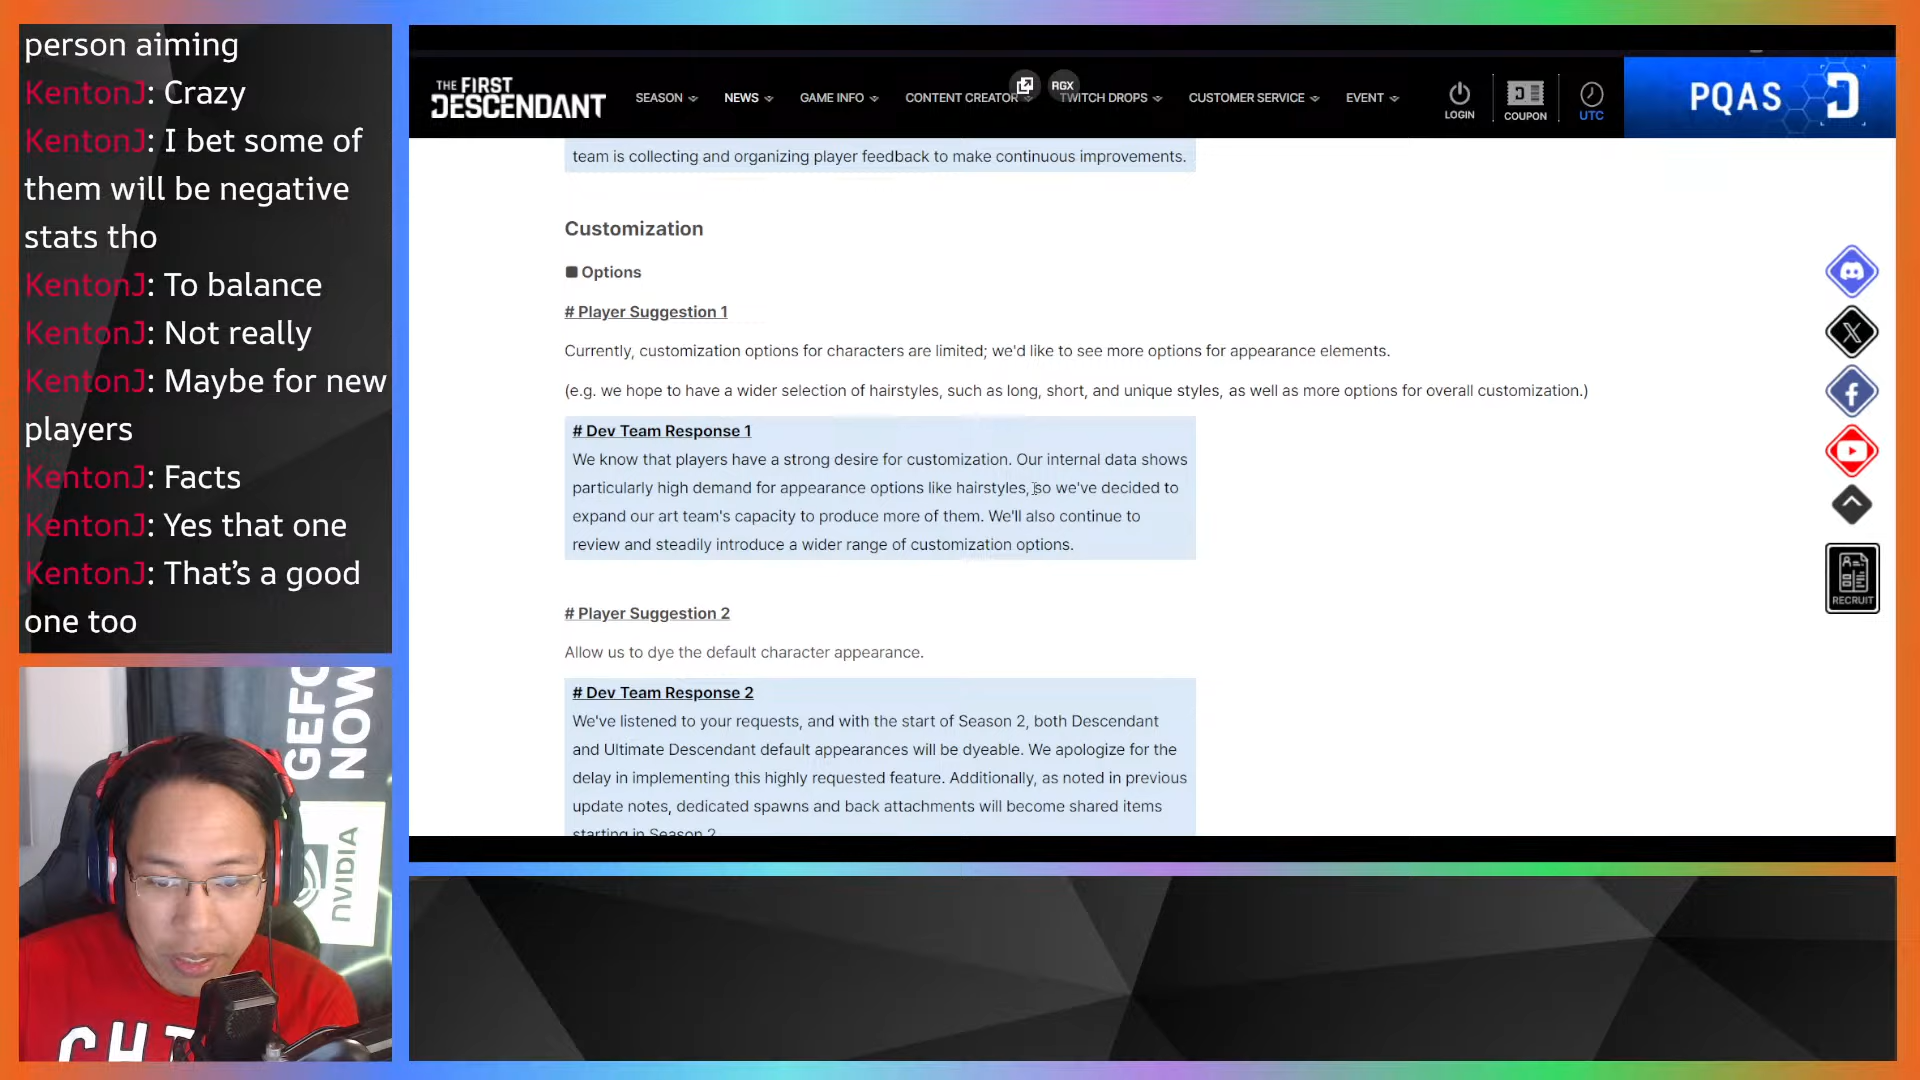 person aiming
KentonJ: Crazy
KentonJ: I bet some of
them will be negative
stats tho
KentonJ: To balance
KentonJ: Not really
KentonJ: Maybe for new
players
KentonJ: Facts
KentonJ: Yes that one
KentonJ: That's a good
one too
THE FIRST
DESCENDANT
SEASON
NEWS
GAME INFO
CONTENT CREATOR
RGX
TWITCH DROPS
CUSTOMER SERVICE
EVENT
LOGIN
COUPON
UTC
PQAS
team is collecting and organizing player feedback to make continuous improvements.
Customization
Options
# Player Suggestion 1
Currently, customization options for characters are limited; we'd like to see more options for appearance elements.
(e.g. we hope to have a wider selection of hairstyles, such as long, short, and unique styles, as well as more options for overall customization.)
# Dev Team Response 1
We know that players have a strong desire for customization. Our internal data shows
particularly high demand for appearance options like hairstyles, so we've decided to
expand our art team's capacity to produce more of them. We'll also continue to
review and steadily introduce a wider range of customization options.
# Player Suggestion 2
Allow us to dye the default character appearance.
# Dev Team Response 2
We've listened to your requests, and with the start of Season 2, both Descendant
and Ultimate Descendant default appearances will be dyeable. We apologize for the
delay in implementing this highly requested feature. Additionally, as noted in previous
update notes, dedicated spawns and back attachments will become shared items
starting in Season 2.
RECRUIT
GEFO
NOW
NVIDIA